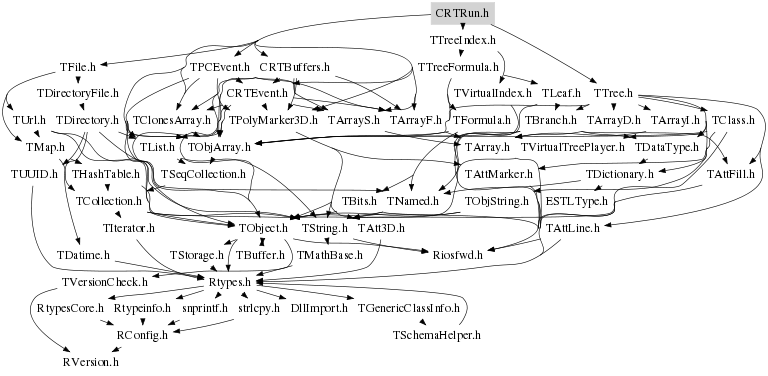 CRTRun.h
TTreeIndex.h
TFile.h TPCEvent.h CRTBuffers.h TTreeFormula.h
TDirectoryFile.h CRTEvent.h TVirtualIndex.h TLeaf.h TTree.h
TUrl.h TDirectory.h TClonesArray.h TPolyMarker3D.h TArrayS.h TArrayF.h TFormula.h TBranch.h TArrayD.h TArrayI.h TClass.h
TMap.h TList.h TObjArray.h TArray.h TVirtualTreePlayer.h TDataType.h
TUUID.h THashTable.h TSeqCollection.h TAttMarker.h TDictionary.h TAttFill.h
TCollection.h TBits.h TNamed.h TObjString.h ESTLType.h
TIterator.h TObject.h TString.h TAtt3D.h TAttLine.h
TDatime.h TStorage.h TBuffer.h TMathBase.h Riosfwd.h
TVersionCheck.h Rtypes.h
RtypesCore.h Rtypeinfo.h snprintf.h strlcpy.h DllImport.h TGenericClassInfo.h
RConfig.h TSchemaHelper.h
RVersion.h